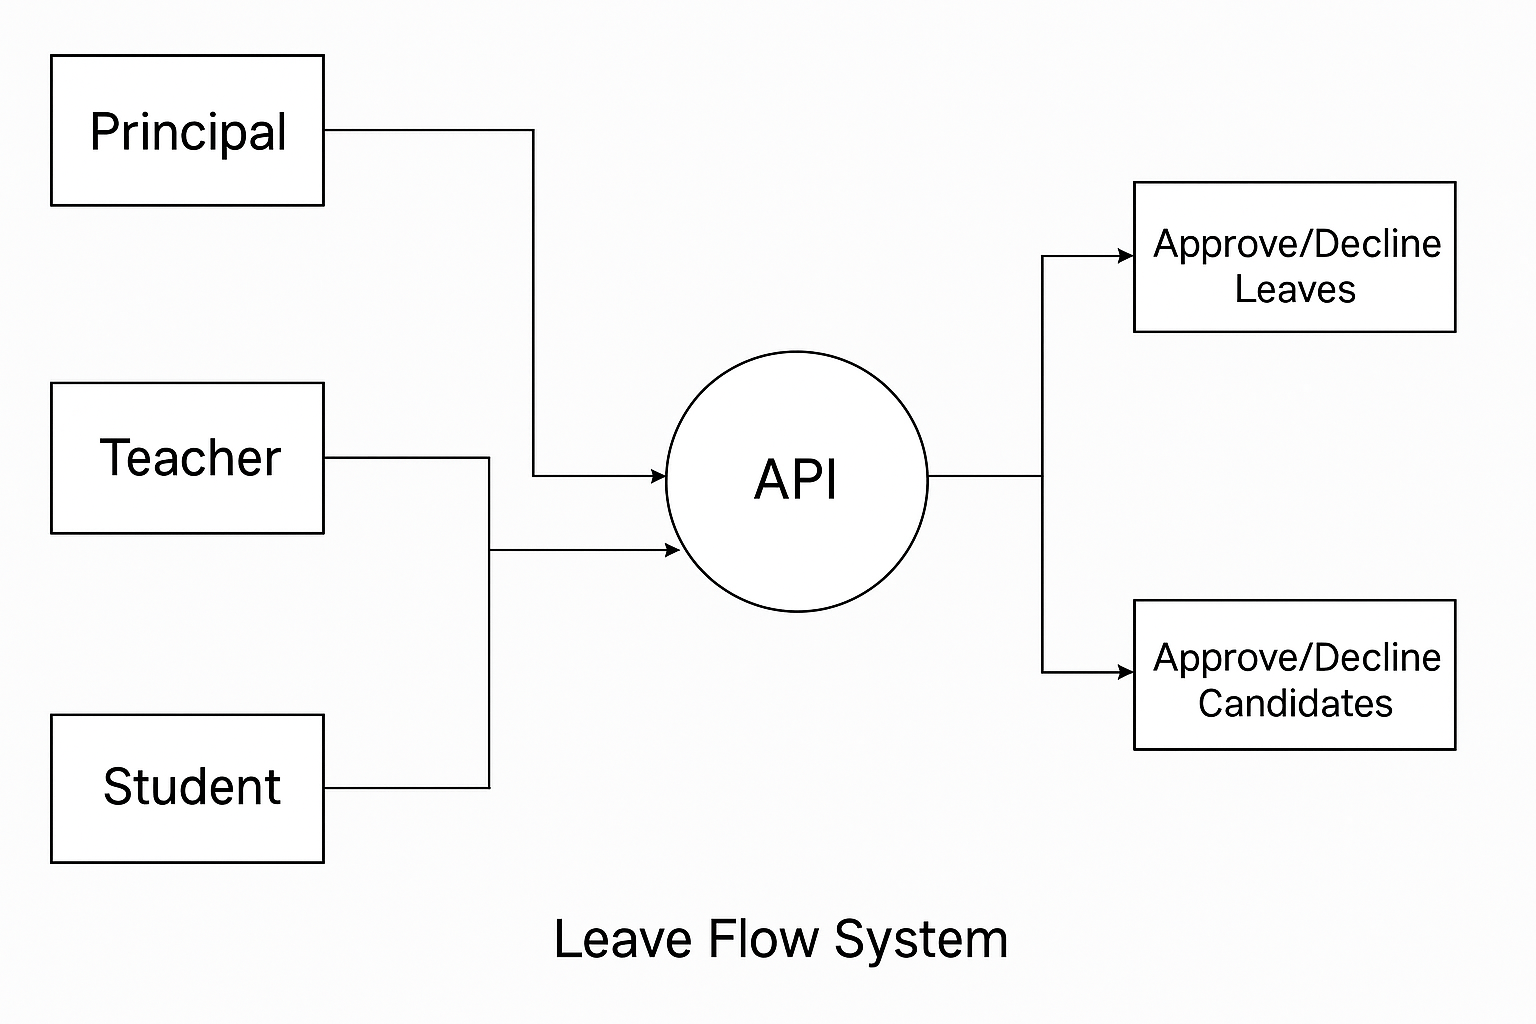 Principal
Teacher
Student
API
Approve/Decline
Leaves
Approve/Decline
Candidates
Leave Flow System